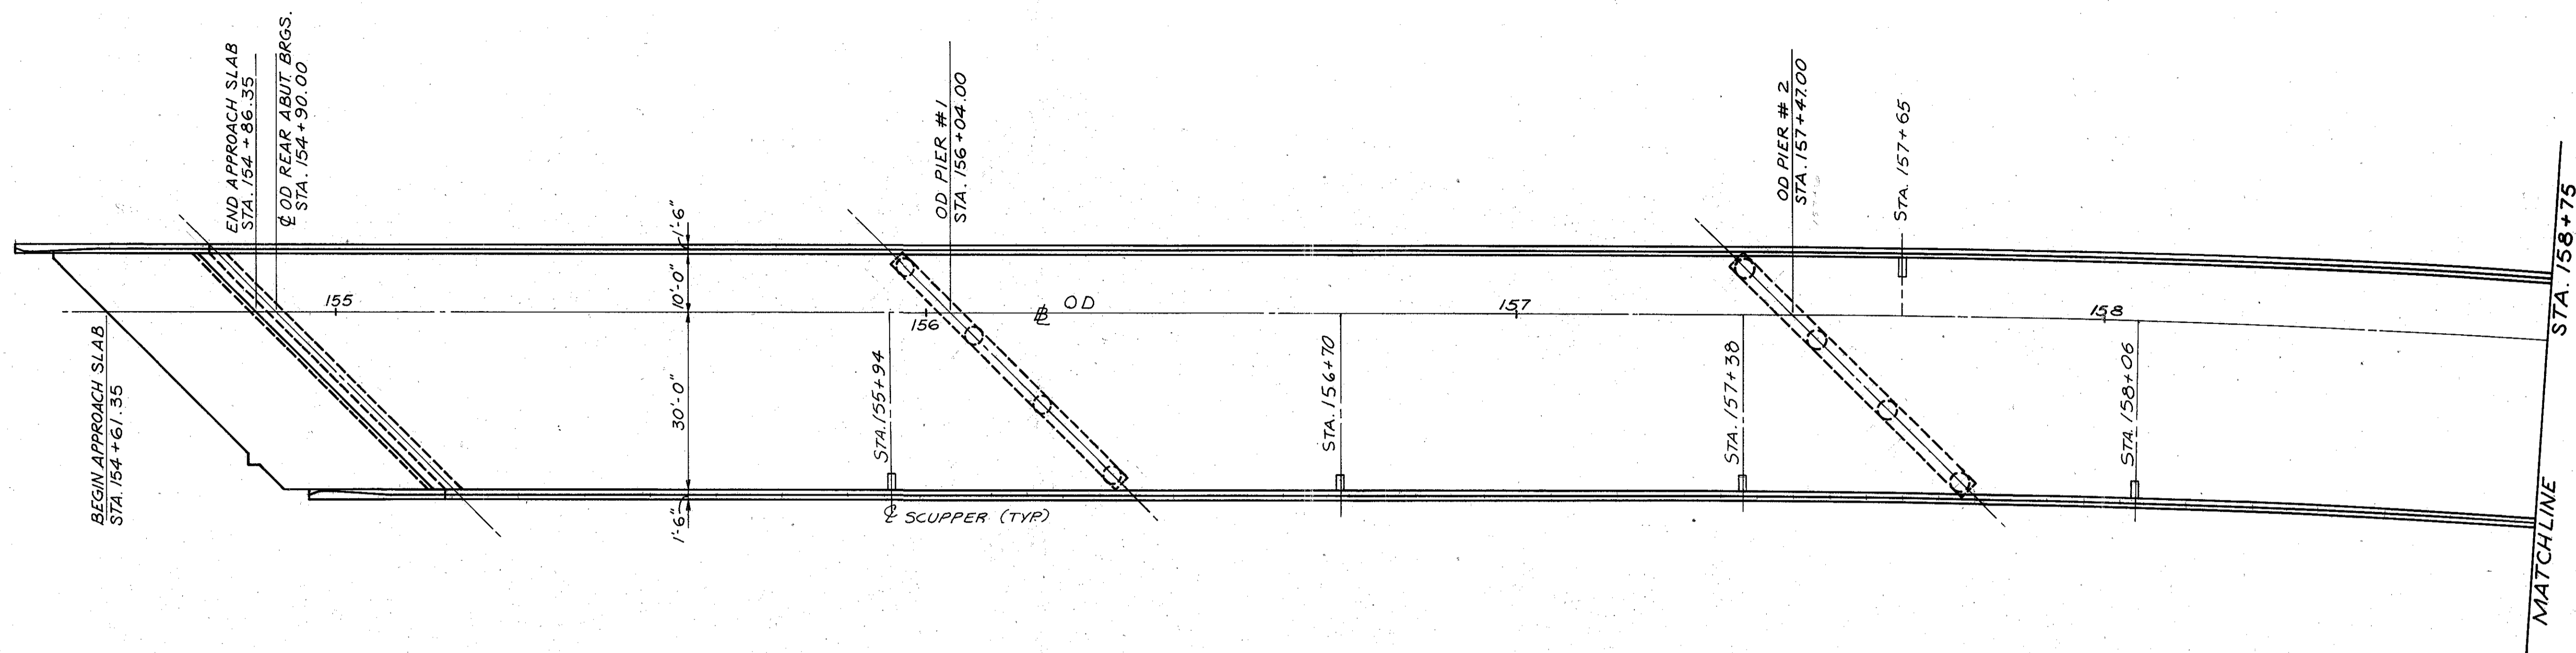 END APPROACH SLAB
STA. 154+86.35
℄ OD REAR ABUT. BRGS.
STA. 154+90.00
OD PIER #1
STA. 156+04.00
OD PIER # 2
STA. 157+47.00
STA. 157+65
1'-6"
10'-0"
30'-0"
1'-6"
155
156
℄ OD
157
158
BEGIN APPROACH SLAB
STA. 154+61.35
STA. 155+94
STA. 156+70
STA. 157+38
STA. 158+06
℄ SCUPPER (TYP.)
MATCHLINE STA. 158+75